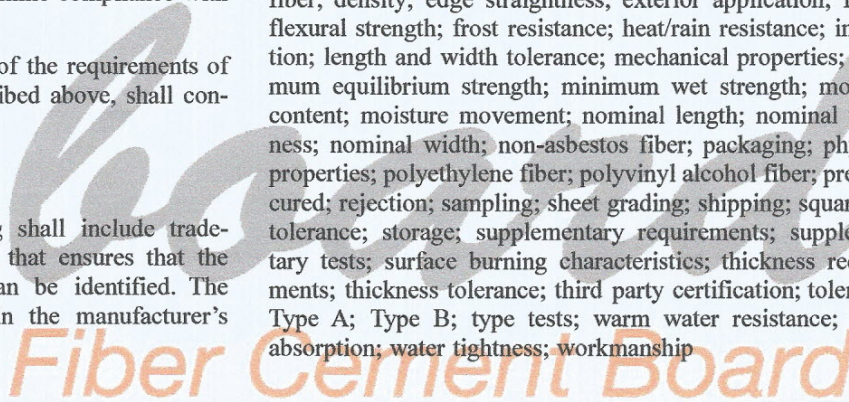 of the requirements of
ibed above, shall con-
shall include trade-
that ensures that the
an be identified. The
in the manufacturer's
fiber; density; edge straightness; exterior application;
flexural strength; frost resistance; heat/rain resistance;
tion; length and width tolerance; mechanical properties;
mum equilibrium strength; minimum wet strength;
content; moisture movement; nominal length; nominal
ness; nominal width; non-asbestos fiber; packaging;
properties; polyethylene fiber; polyvinyl alcohol fiber;
cured; rejection; sampling; sheet grading; shipping;
tolerance; storage; supplementary requirements;
tary tests; surface burning characteristics; thickness
ments; thickness tolerance; third party certification;
Type A; Type B; type tests; warm water resistance;
absorption; water tightness; workmanship
board
Fiber Cement Board